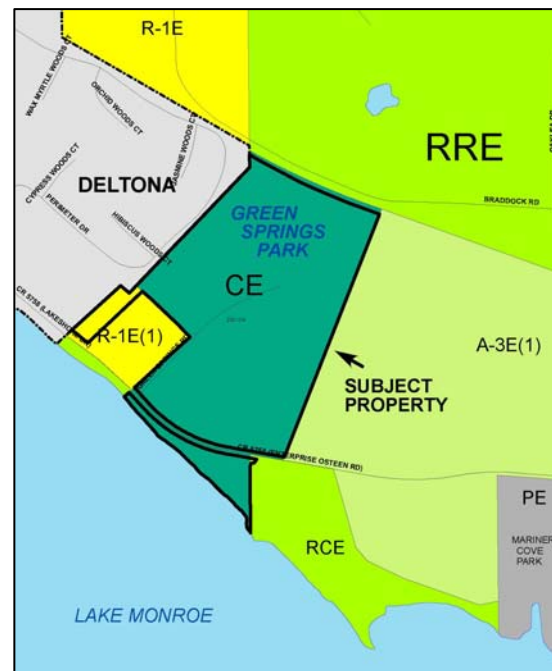 R-1E
WAX MYRTLE WOODS CT
ORCHID WOODS CT
JASMINE WOODS CT
CYPRESS WOODS CT
PERIMETER DR
HIBISCUS WOODS CT
DELTONA
RRE
BRADDOCK RD
GREEN
SPRINGS
PARK
CE
R-1E(1)
A-3E(1)
SUBJECT
PROPERTY
RCE
PE
MARINER
COVE
PARK
LAKE MONROE